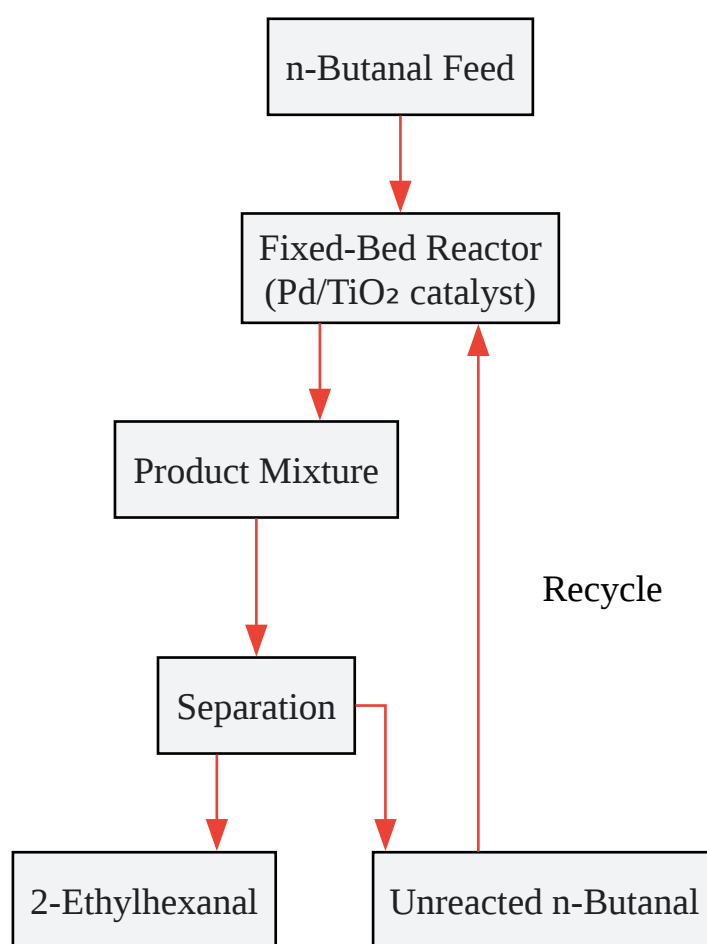 n-Butanal Feed
Fixed-Bed Reactor
(Pd/TiO₂ catalyst)
Product Mixture
Recycle
Separation
2-Ethylhexanal
Unreacted n-Butanal